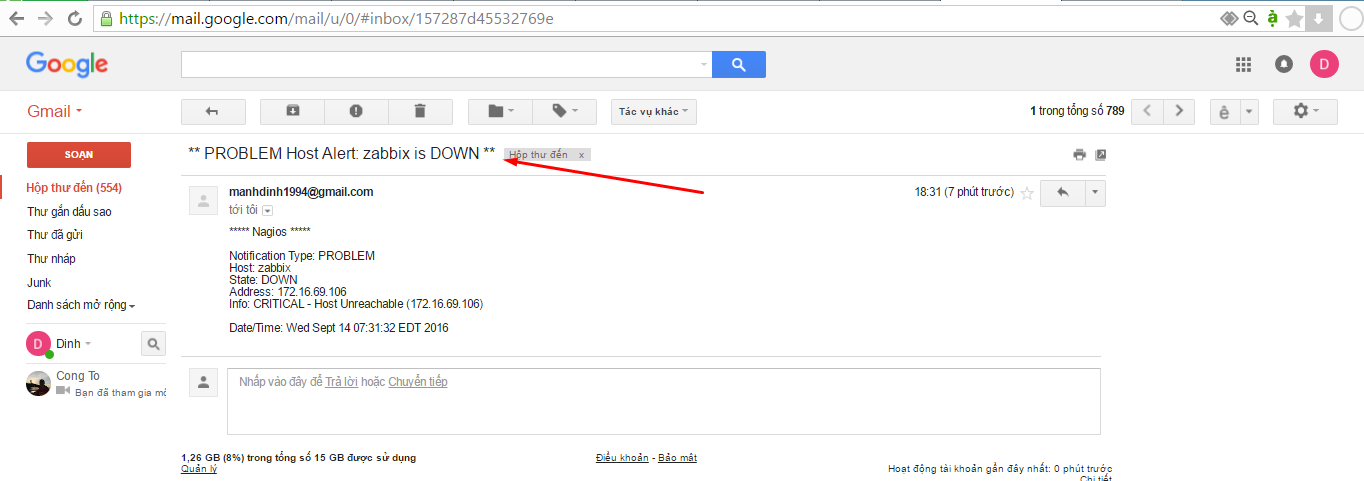 https://mail.google.com/mail/u/0/#inbox/157287d45532769e
Google
D
Gmail
Tác vụ khác
1 trong tổng số 789
ê
SOẠN
** PROBLEM Host Alert: zabbix is DOWN **
Hộp thư đến x
Hộp thư đến (554)
Thư gắn dấu sao
Thư đã gửi
Thư nháp
Junk
Danh sách mở rộng
D Dinh
Cong To
Bạn đã tham gia mộ
manhdinh1994@gmail.com
18:31 (7 phút trước)
tới tôi
***** Nagios *****
Notification Type: PROBLEM
Host: zabbix
State: DOWN
Address: 172.16.69.106
Info: CRITICAL - Host Unreachable (172.16.69.106)
Date/Time: Wed Sept 14 07:31:32 EDT 2016
Nhấp vào đây để Trả lời hoặc Chuyển tiếp
1,26 GB (8%) trong tổng số 15 GB được sử dụng
Quản lý
Điều khoản - Bảo mật
Hoạt động tài khoản gần đây nhất: 0 phút trước
Chi tiết